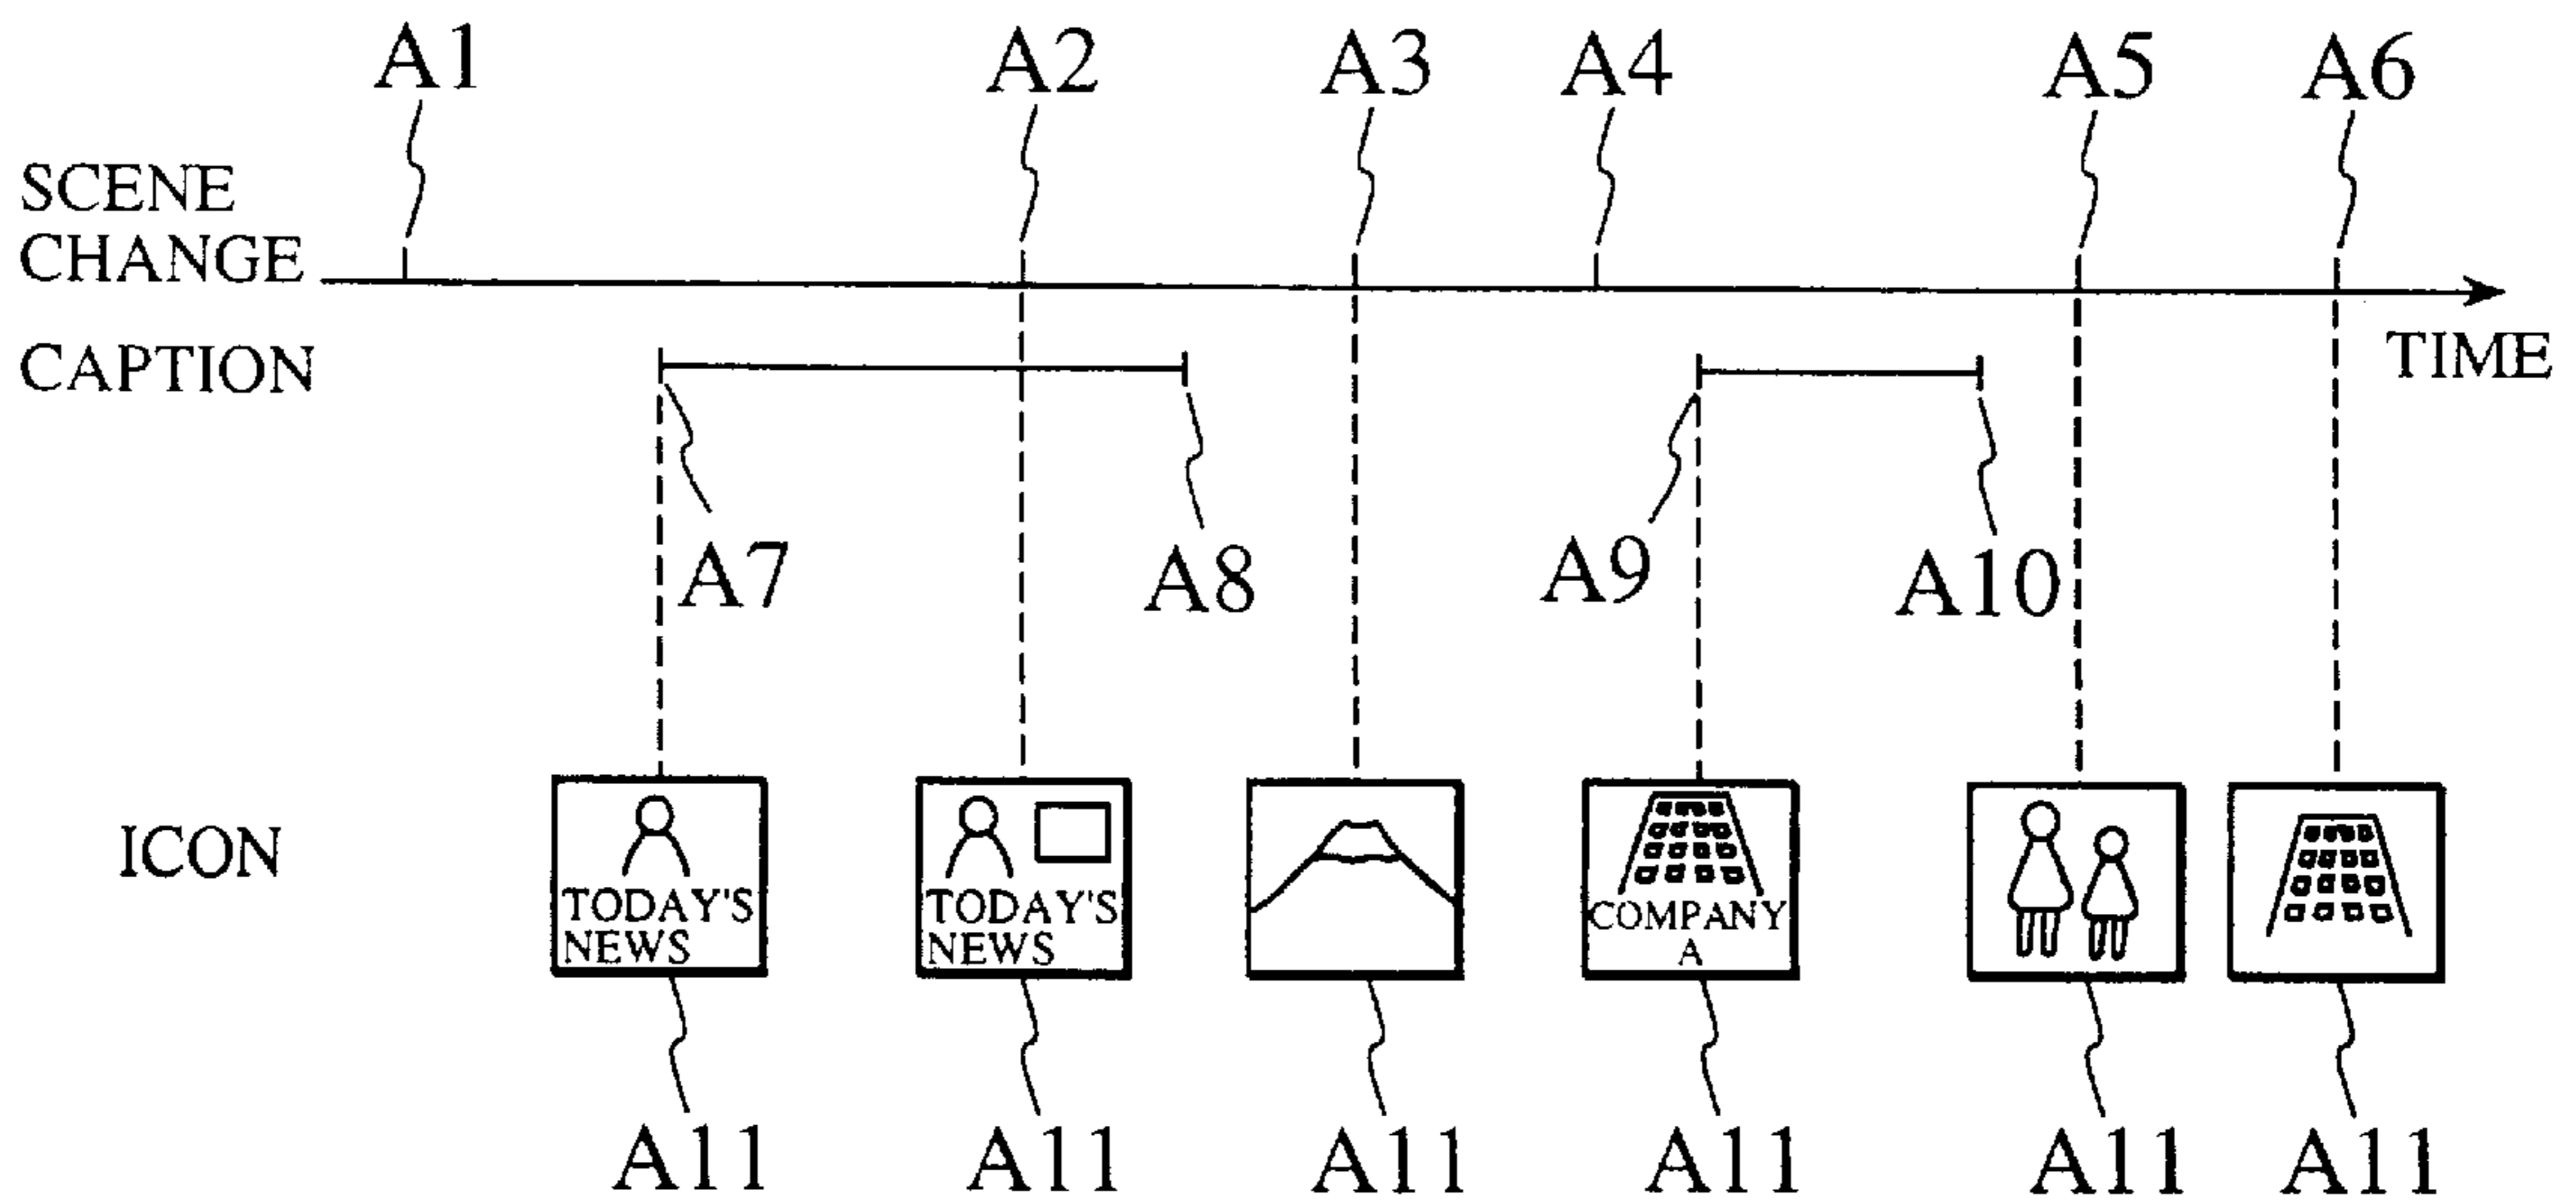 A1 A2 A3 A4 A5 A6
SCENE
CHANGE
CAPTION
TIME
A7 A8 A9 A10
ICON
TODAY'S
NEWS
TODAY'S
NEWS
COMPANY
A
A11 A11 A11 A11 A11 A11